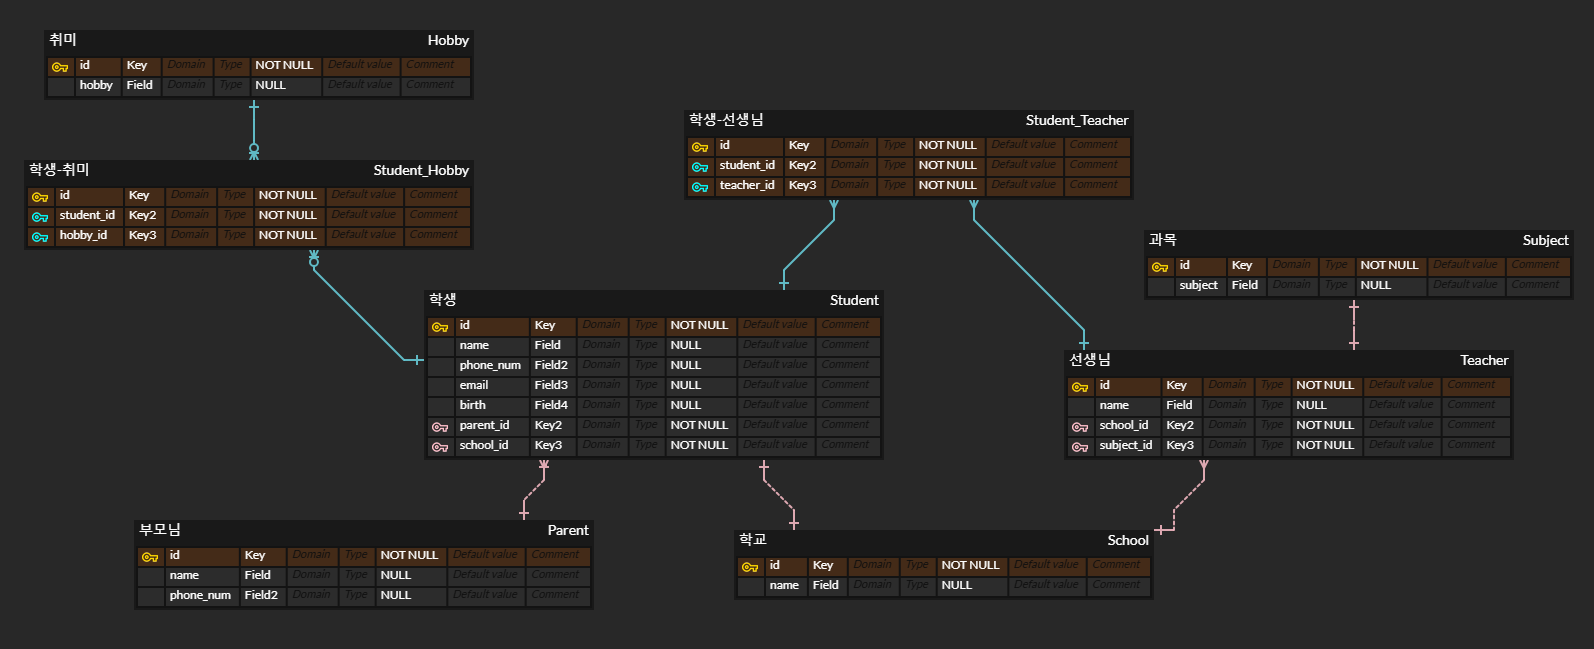 취미 Hobby
id Key Domain Type NOT NULL Default value Comment
hobby Field Domain Type NULL Default value Comment
학생-취미 Student_Hobby
id Key Domain Type NOT NULL Default value Comment
student_id Key2 Domain Type NOT NULL Default value Comment
hobby_id Key3 Domain Type NOT NULL Default value Comment
학생-선생님 Student_Teacher
id Key Domain Type NOT NULL Default value Comment
student_id Key2 Domain Type NOT NULL Default value Comment
teacher_id Key3 Domain Type NOT NULL Default value Comment
과목 Subject
id Key Domain Type NOT NULL Default value Comment
subject Field Domain Type NULL Default value Comment
학생 Student
id Key Domain Type NOT NULL Default value Comment
name Field Domain Type NULL Default value Comment
phone_num Field2 Domain Type NULL Default value Comment
email Field3 Domain Type NULL Default value Comment
birth Field4 Domain Type NULL Default value Comment
parent_id Key2 Domain Type NOT NULL Default value Comment
school_id Key3 Domain Type NOT NULL Default value Comment
선생님 Teacher
id Key Domain Type NOT NULL Default value Comment
name Field Domain Type NULL Default value Comment
school_id Key2 Domain Type NOT NULL Default value Comment
subject_id Key3 Domain Type NOT NULL Default value Comment
부모님 Parent
id Key Domain Type NOT NULL Default value Comment
name Field Domain Type NULL Default value Comment
phone_num Field2 Domain Type NULL Default value Comment
학교 School
id Key Domain Type NOT NULL Default value Comment
name Field Domain Type NULL Default value Comment